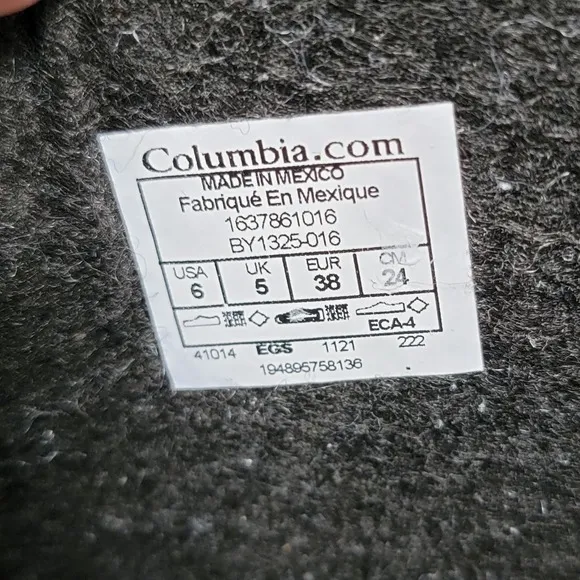 Columbia.com
MADE IN MEXICO
Fabriqué En Mexique
1637861016
BY1325-016
USA UK EUR CM
6 5 38 24
ECA-4
41014 EGS 1121 222
194895758136